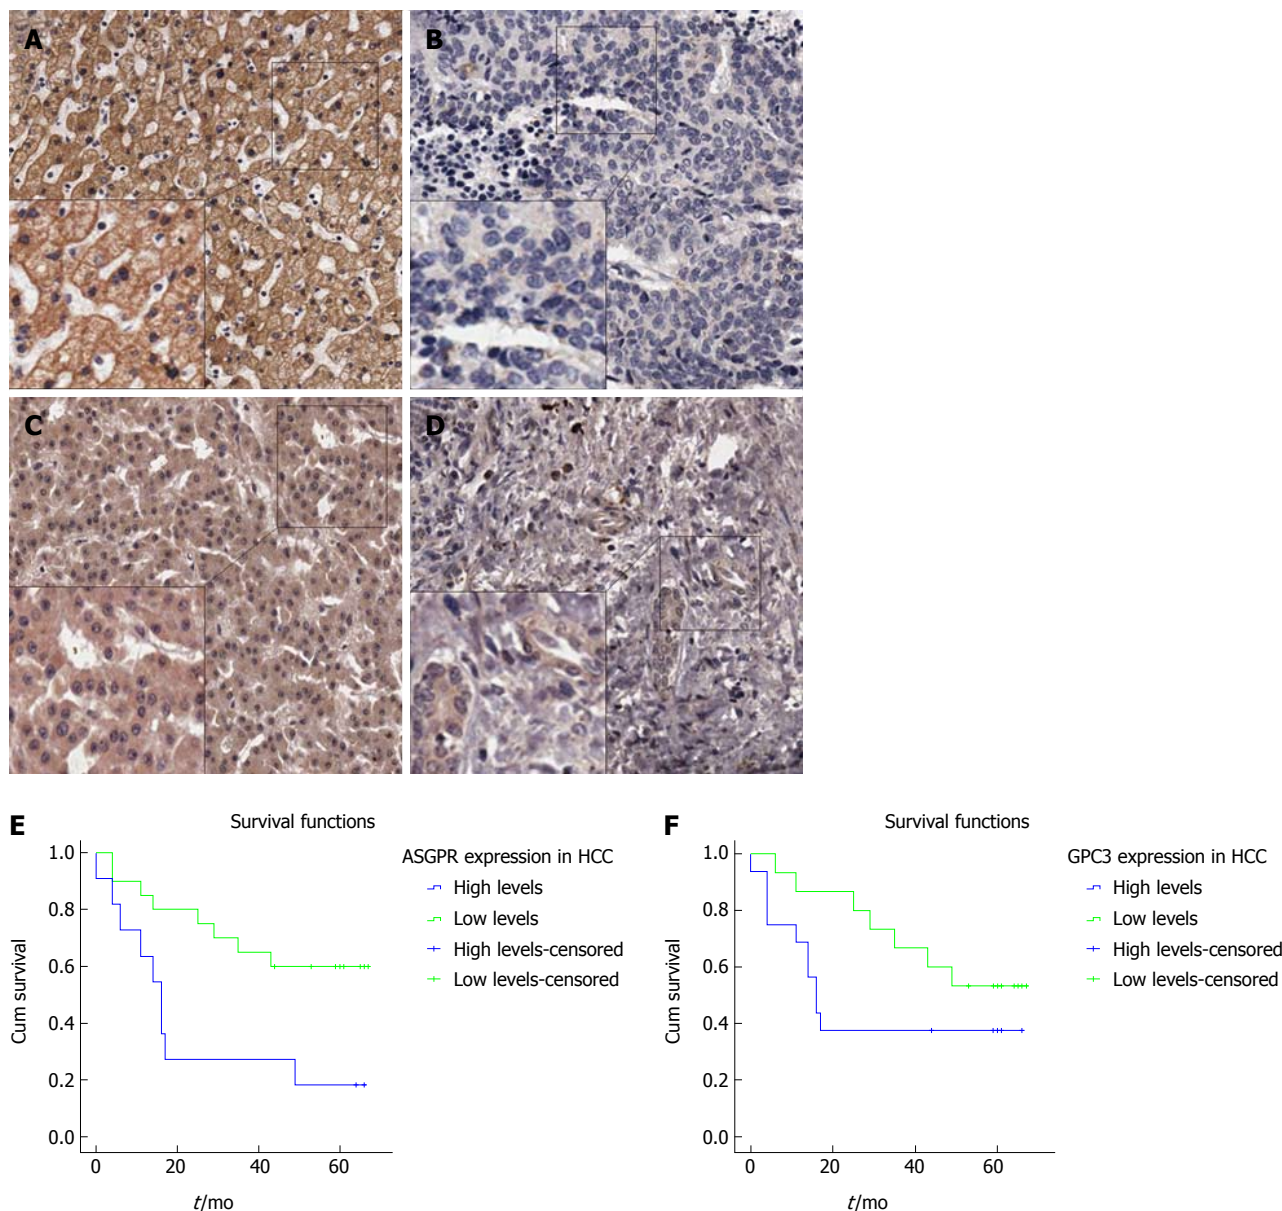 A
B
C
D
E
Survival functions
1.0
0.8
0.6
0.4
0.2
0.0
Cum survival
0 20 40 60
t/mo
ASGPR expression in HCC
High levels
Low levels
High levels-censored
Low levels-censored
F
Survival functions
1.0
0.8
0.6
0.4
0.2
0.0
Cum survival
0 20 40 60
t/mo
GPC3 expression in HCC
High levels
Low levels
High levels-censored
Low levels-censored